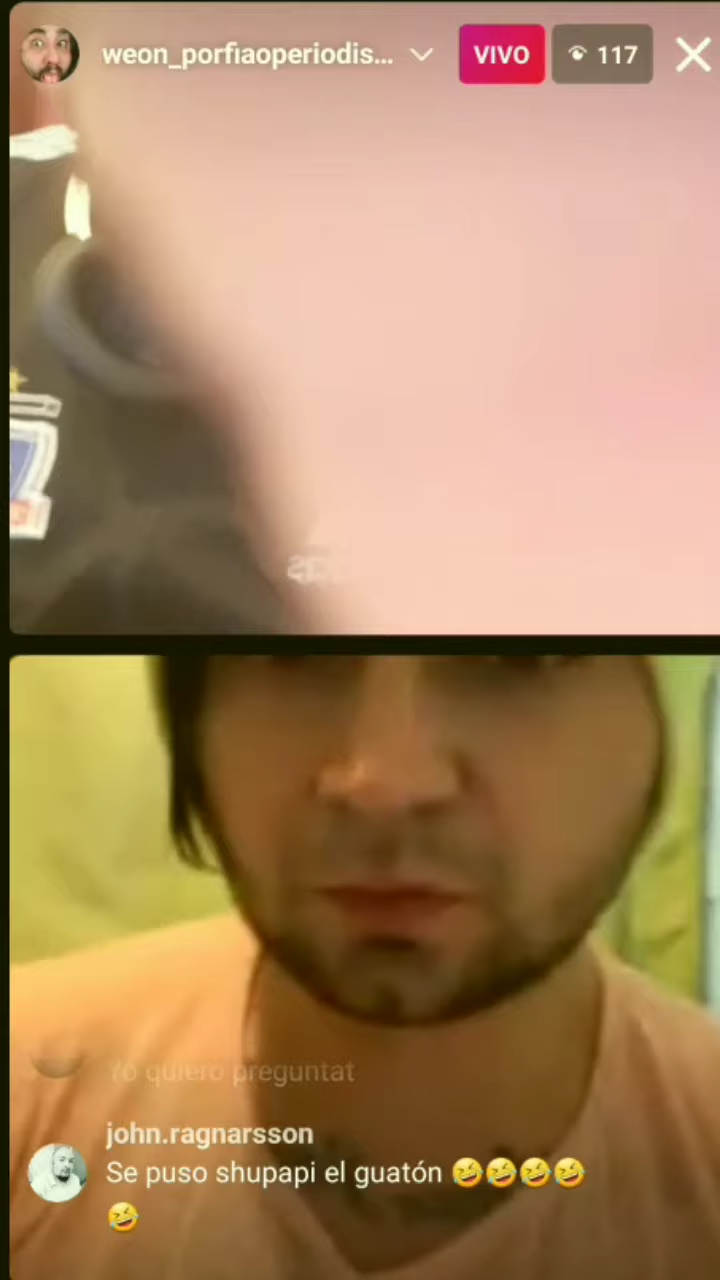 weon_porfiaoperiodis...
VIVO
117
Yo quiero preguntat
john.ragnarsson
Se puso shupapi el guatón 🤣🤣🤣🤣
🤣